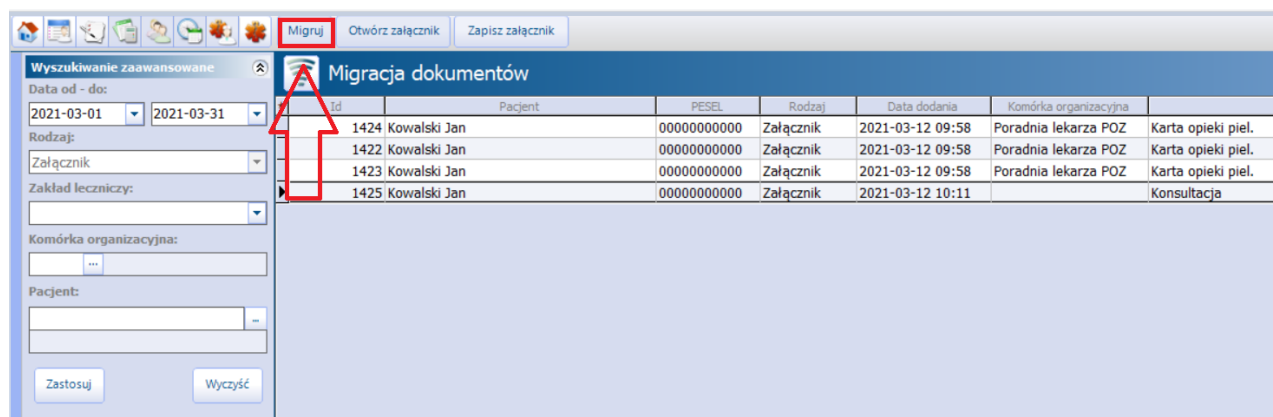 Migruj Otwórz załącznik Zapisz załącznik
Wyszukiwanie zaawansowane
Data od - do:
2021-03-01 2021-03-31
Rodzaj:
Załącznik
Zakład leczniczy:
Komórka organizacyjna:
...
Pacjent:
...
Zastosuj Wyczyść
Migracja dokumentów
Id Pacjent PESEL Rodzaj Data dodania Komórka organizacyjna
1424 Kowalski Jan 00000000000 Załącznik 2021-03-12 09:58 Poradnia lekarza POZ Karta opieki piel.
1422 Kowalski Jan 00000000000 Załącznik 2021-03-12 09:58 Poradnia lekarza POZ Karta opieki piel.
1423 Kowalski Jan 00000000000 Załącznik 2021-03-12 09:58 Poradnia lekarza POZ Karta opieki piel.
1425 Kowalski Jan 00000000000 Załącznik 2021-03-12 10:11 Konsultacja